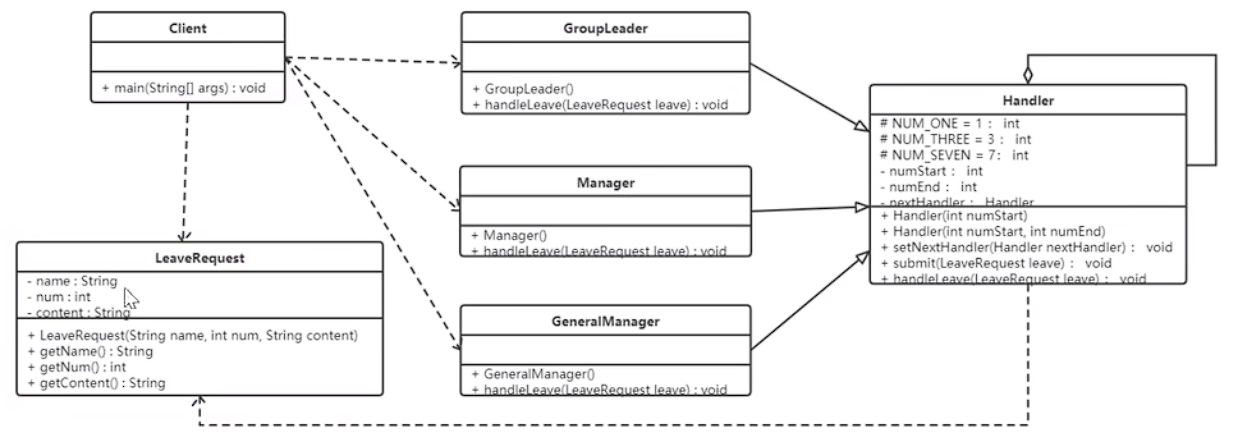 Client
+ main(String[] args) : void
GroupLeader
+ GroupLeader()
+ handleLeave(LeaveRequest leave) : void
Handler
# NUM_ONE = 1 : int
# NUM_THREE = 3 : int
# NUM_SEVEN = 7: int
- numStart : int
- numEnd : int
- nextHandler : Handler
+ Handler(int numStart)
+ Handler(int numStart, int numEnd)
+ setNextHandler(Handler nextHandler) : void
+ submit(LeaveRequest leave) : void
+ handleLeave(LeaveRequest leave) : void
Manager
+ Manager()
+ handleLeave(LeaveRequest leave) : void
LeaveRequest
- name : String
- num : int
- content : String
+ LeaveRequest(String name, int num, String content)
+ getName() : String
+ getNum() : int
+ getContent() : String
GeneralManager
+ GeneralManager()
+ handleLeave(LeaveRequest leave) : void